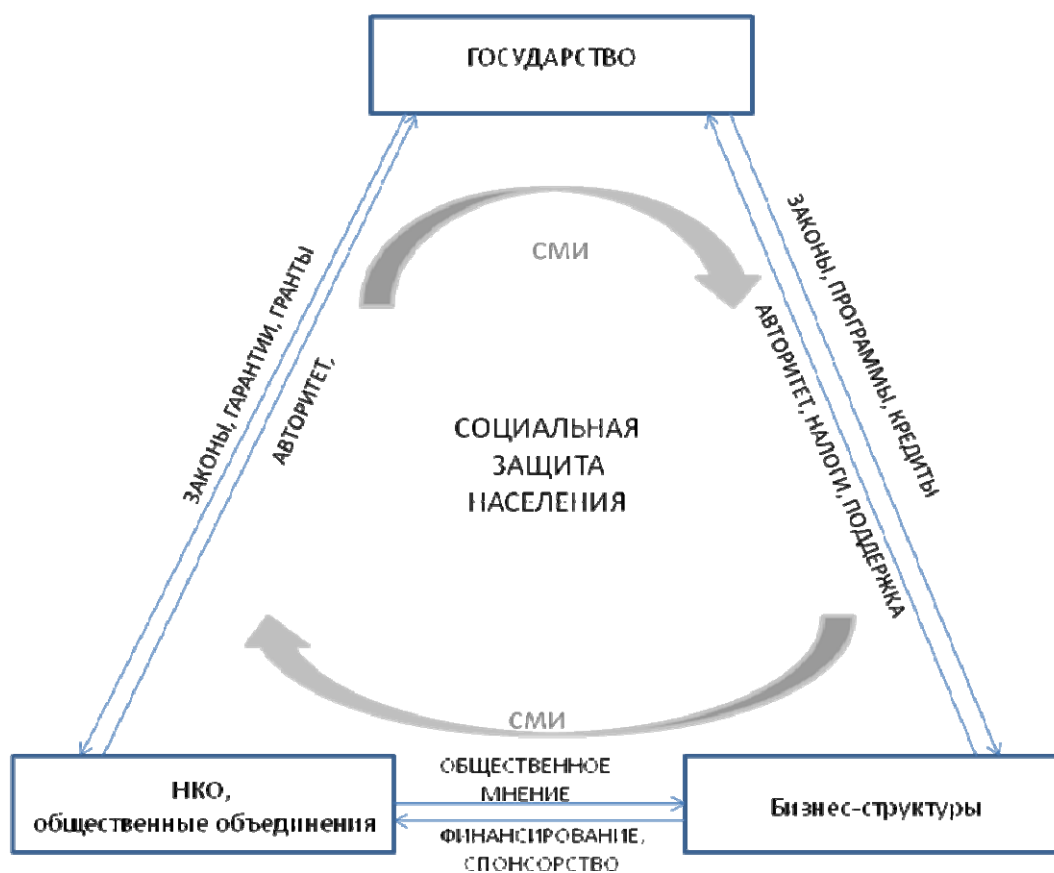 ГОСУДАРСТВО
СМИ
ЗАКОНЫ, ГАРАНТИИ, ГРАНТЫ
АВТОРИТЕТ,
ЗАКОНЫ, ПРОГРАММЫ, КРЕДИТЫ
АВТОРИТЕТ, НАЛОГИ, ПОДДЕРЖКА
СОЦИАЛЬНАЯ
ЗАЩИТА
НАСЕЛЕНИЯ
СМИ
НКО,
общественные объединения
ОБЩЕСТВЕННОЕ
МНЕНИЕ
ФИНАНСИРОВАНИЕ,
СПОНСОРСТВО
Бизнес-структуры